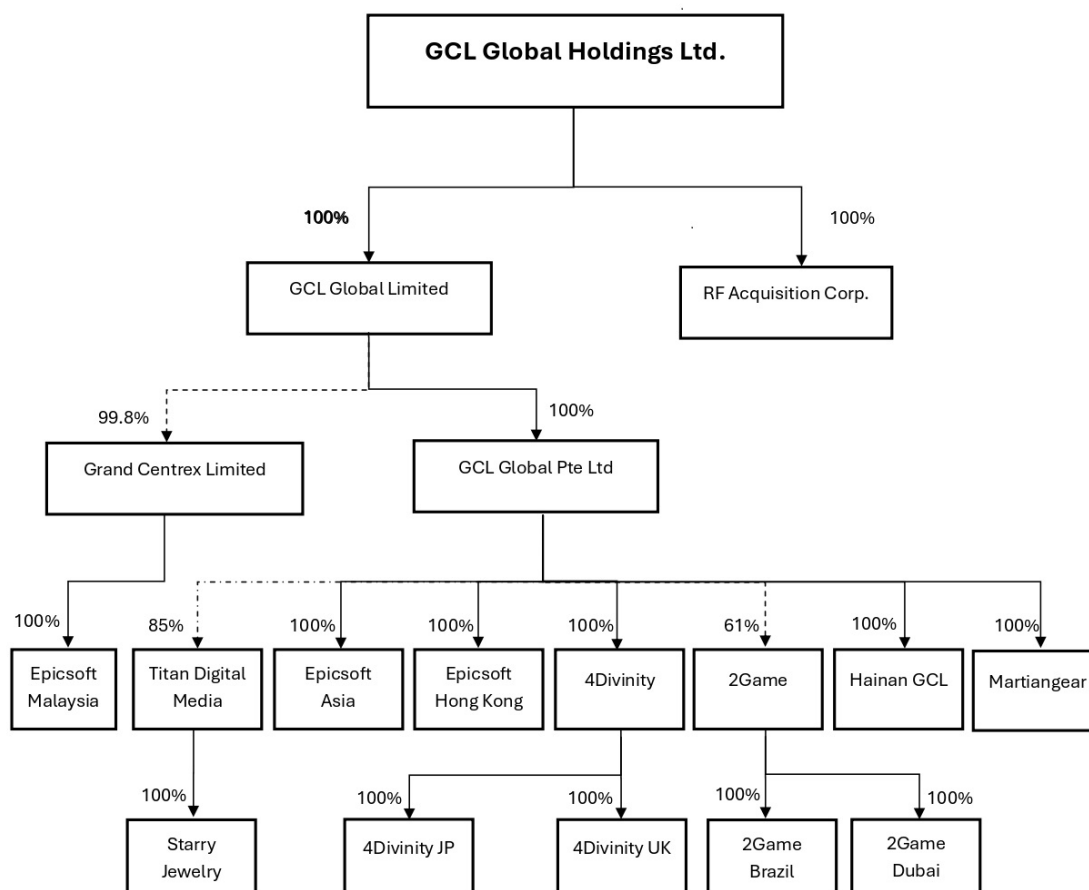 GCL Global Holdings Ltd.
100%
100%
GCL Global Limited
RF Acquisition Corp.
99.8%
100%
Grand Centrex Limited
GCL Global Pte Ltd
100%
85%
100%
100%
100%
61%
100%
100%
Epicsoft
Malaysia
Titan Digital
Media
Epicsoft
Asia
Epicsoft
Hong Kong
4Divinity
2Game
Hainan GCL
Martiangear
100%
100%
100%
100%
100%
Starry
Jewelry
4Divinity JP
4Divinity UK
2Game
Brazil
2Game
Dubai